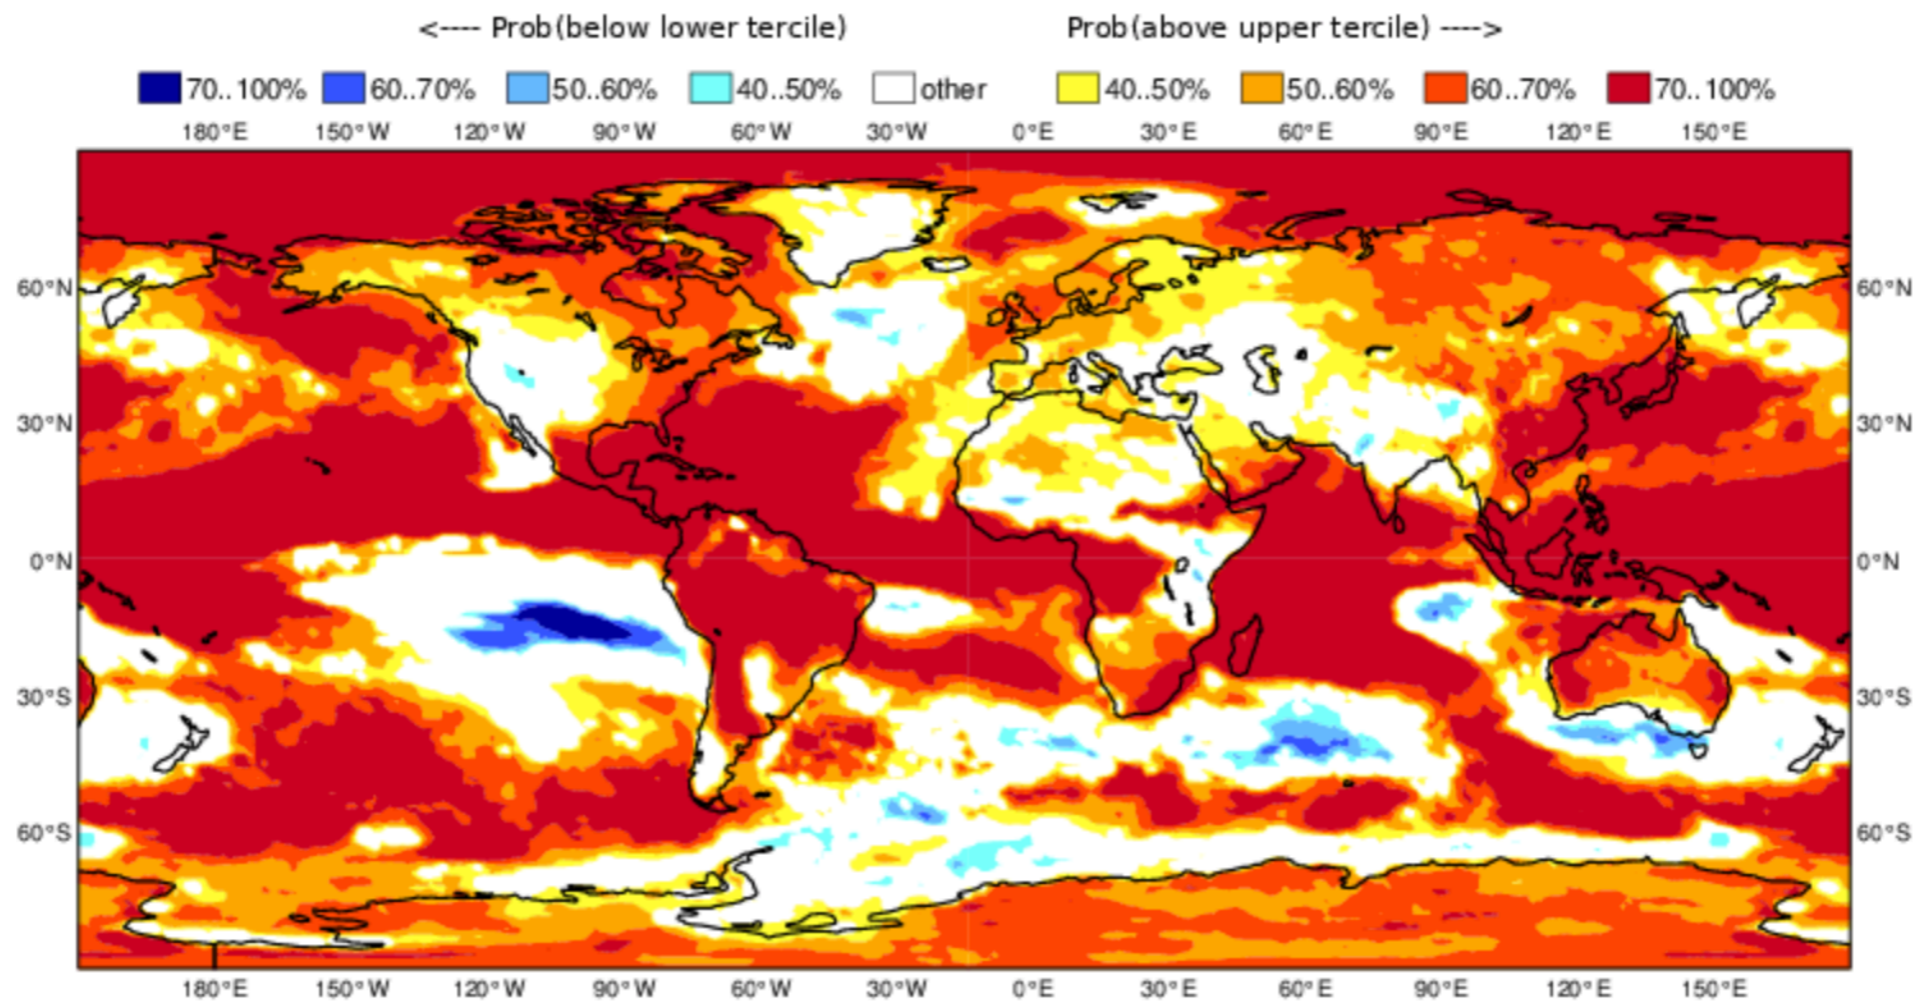 <---- Prob(below lower tercile) Prob(above upper tercile) ---->
70..100% 60..70% 50..60% 40..50% other 40..50% 50..60% 60..70% 70..100%
180°E 150°W 120°W 90°W 60°W 30°W 0°E 30°E 60°E 90°E 120°E 150°E
60°N 60°N
30°N 30°N
0°N 0°N
30°S 30°S
60°S 60°S
180°E 150°W 120°W 90°W 60°W 30°W 0°E 30°E 60°E 90°E 120°E 150°E